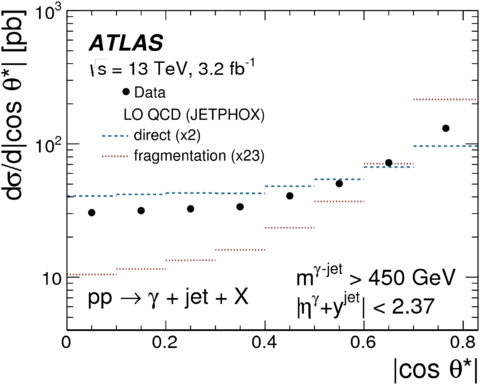 dσ/d|cos θ*| [pb]
10³
10²
10
ATLAS
√s = 13 TeV, 3.2 fb⁻¹
Data
LO QCD (JETPHOX)
direct (x2)
fragmentation (x23)
pp → γ + jet + X
m^γ-jet > 450 GeV
|η^γ+y^jet| < 2.37
0 0.2 0.4 0.6 0.8
|cos θ*|